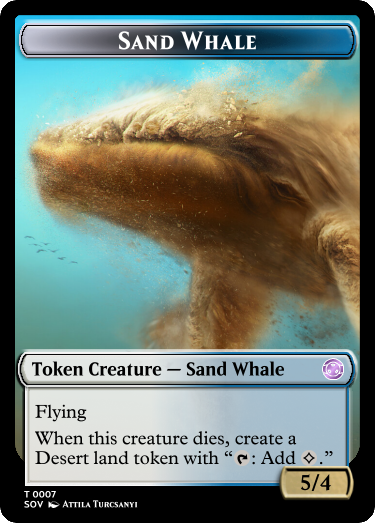 Sand Whale
Token Creature — Sand Whale
Flying
When this creature dies, create a
Desert land token with “: Add .”
5/4
T 0007
SOV Attila Turcsanyi